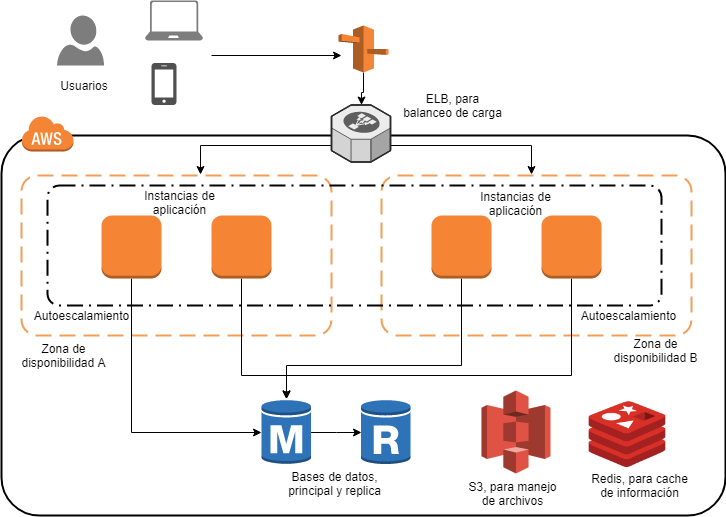 Usuarios
ELB, para
balanceo de carga
AWS
Instancias de
aplicación
Instancias de
aplicación
Autoescalamiento
Autoescalamiento
Zona de
disponibilidad A
Zona de
disponibilidad B
M
R
Bases de datos,
principal y replica
S3, para manejo
de archivos
Redis, para cache
de información